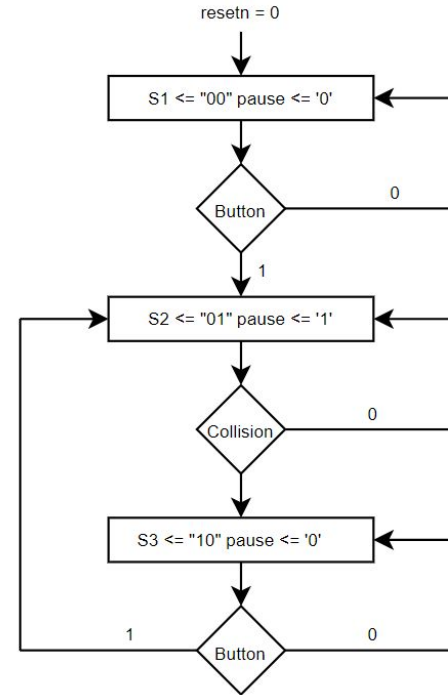 resetn = 0
S1 <= "00" pause <= '0'
Button
0
1
S2 <= "01" pause <= '1'
Collision
0
S3 <= "10" pause <= '0'
1
Button
0